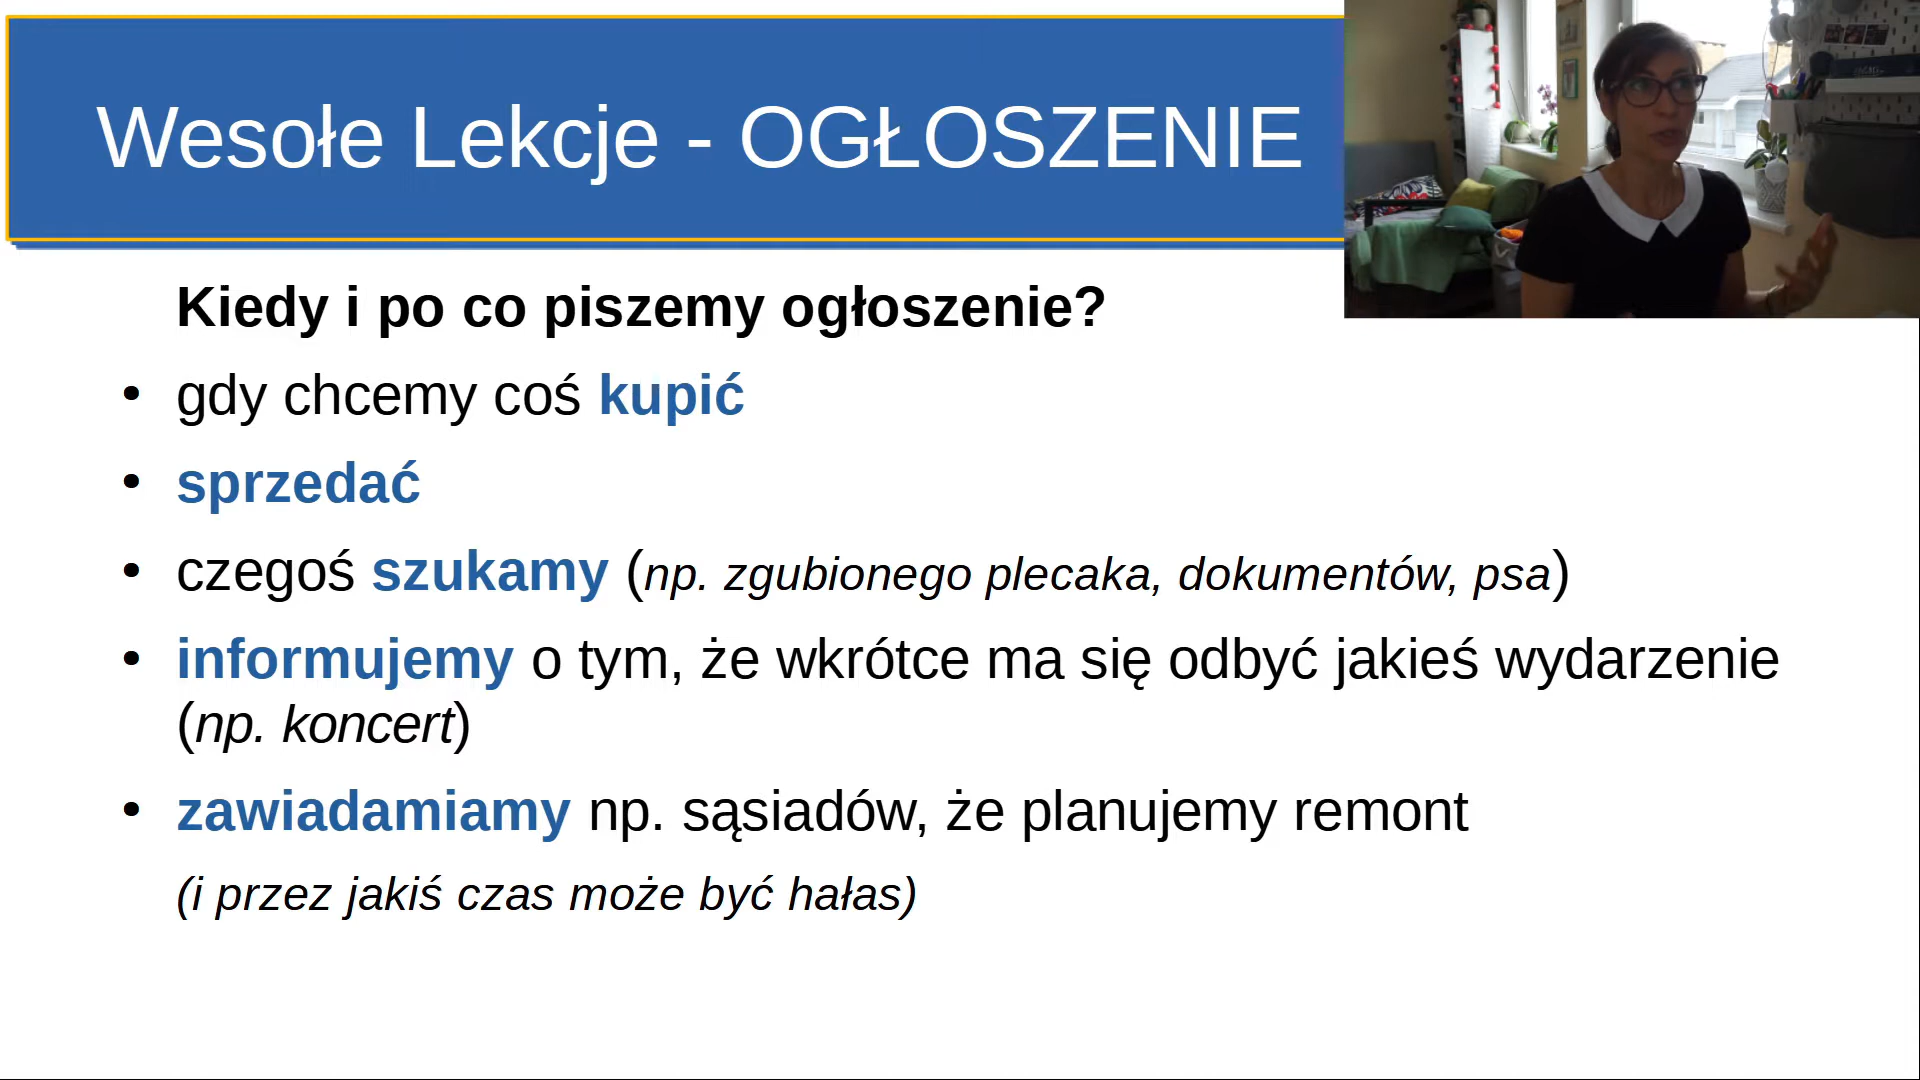 Wesołe Lekcje - OGŁOSZENIE
Kiedy i po co piszemy ogłoszenie?
• gdy chcemy coś kupić
• sprzedać
• czegoś szukamy (np. zgubionego plecaka, dokumentów, psa)
• informujemy o tym, że wkrótce ma się odbyć jakieś wydarzenie
(np. koncert)
• zawiadamiamy np. sąsiadów, że planujemy remont
(i przez jakiś czas może być hałas)